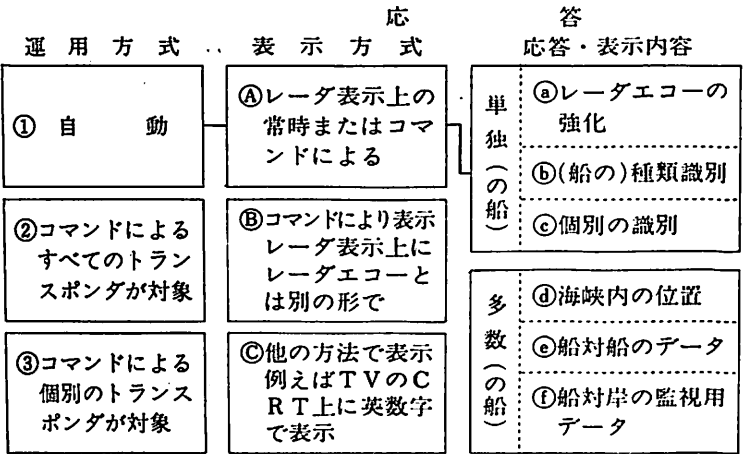 応答
運用方式 ‥ 表示方式 応答・表示内容
①自動
②コマンドによる
すべてのトラン
スポンダが対象
③コマンドによる
個別のトランス
ポンダが対象
Ⓐレーダ表示上の
常時またはコマ
ンドによる
Ⓑコマンドにより表示
レーダ表示上に
レーダエコーと
は別の形で
Ⓒ他の方法で表示
例えばTVのC
RT上に英数字
で表示
単独(の船)
ⓐレーダエコーの
強化
ⓑ(船の)種類識別
ⓒ個別の識別
多数(の船)
ⓓ海峡内の位置
ⓔ船対船のデータ
ⓕ船対岸の監視用
データ